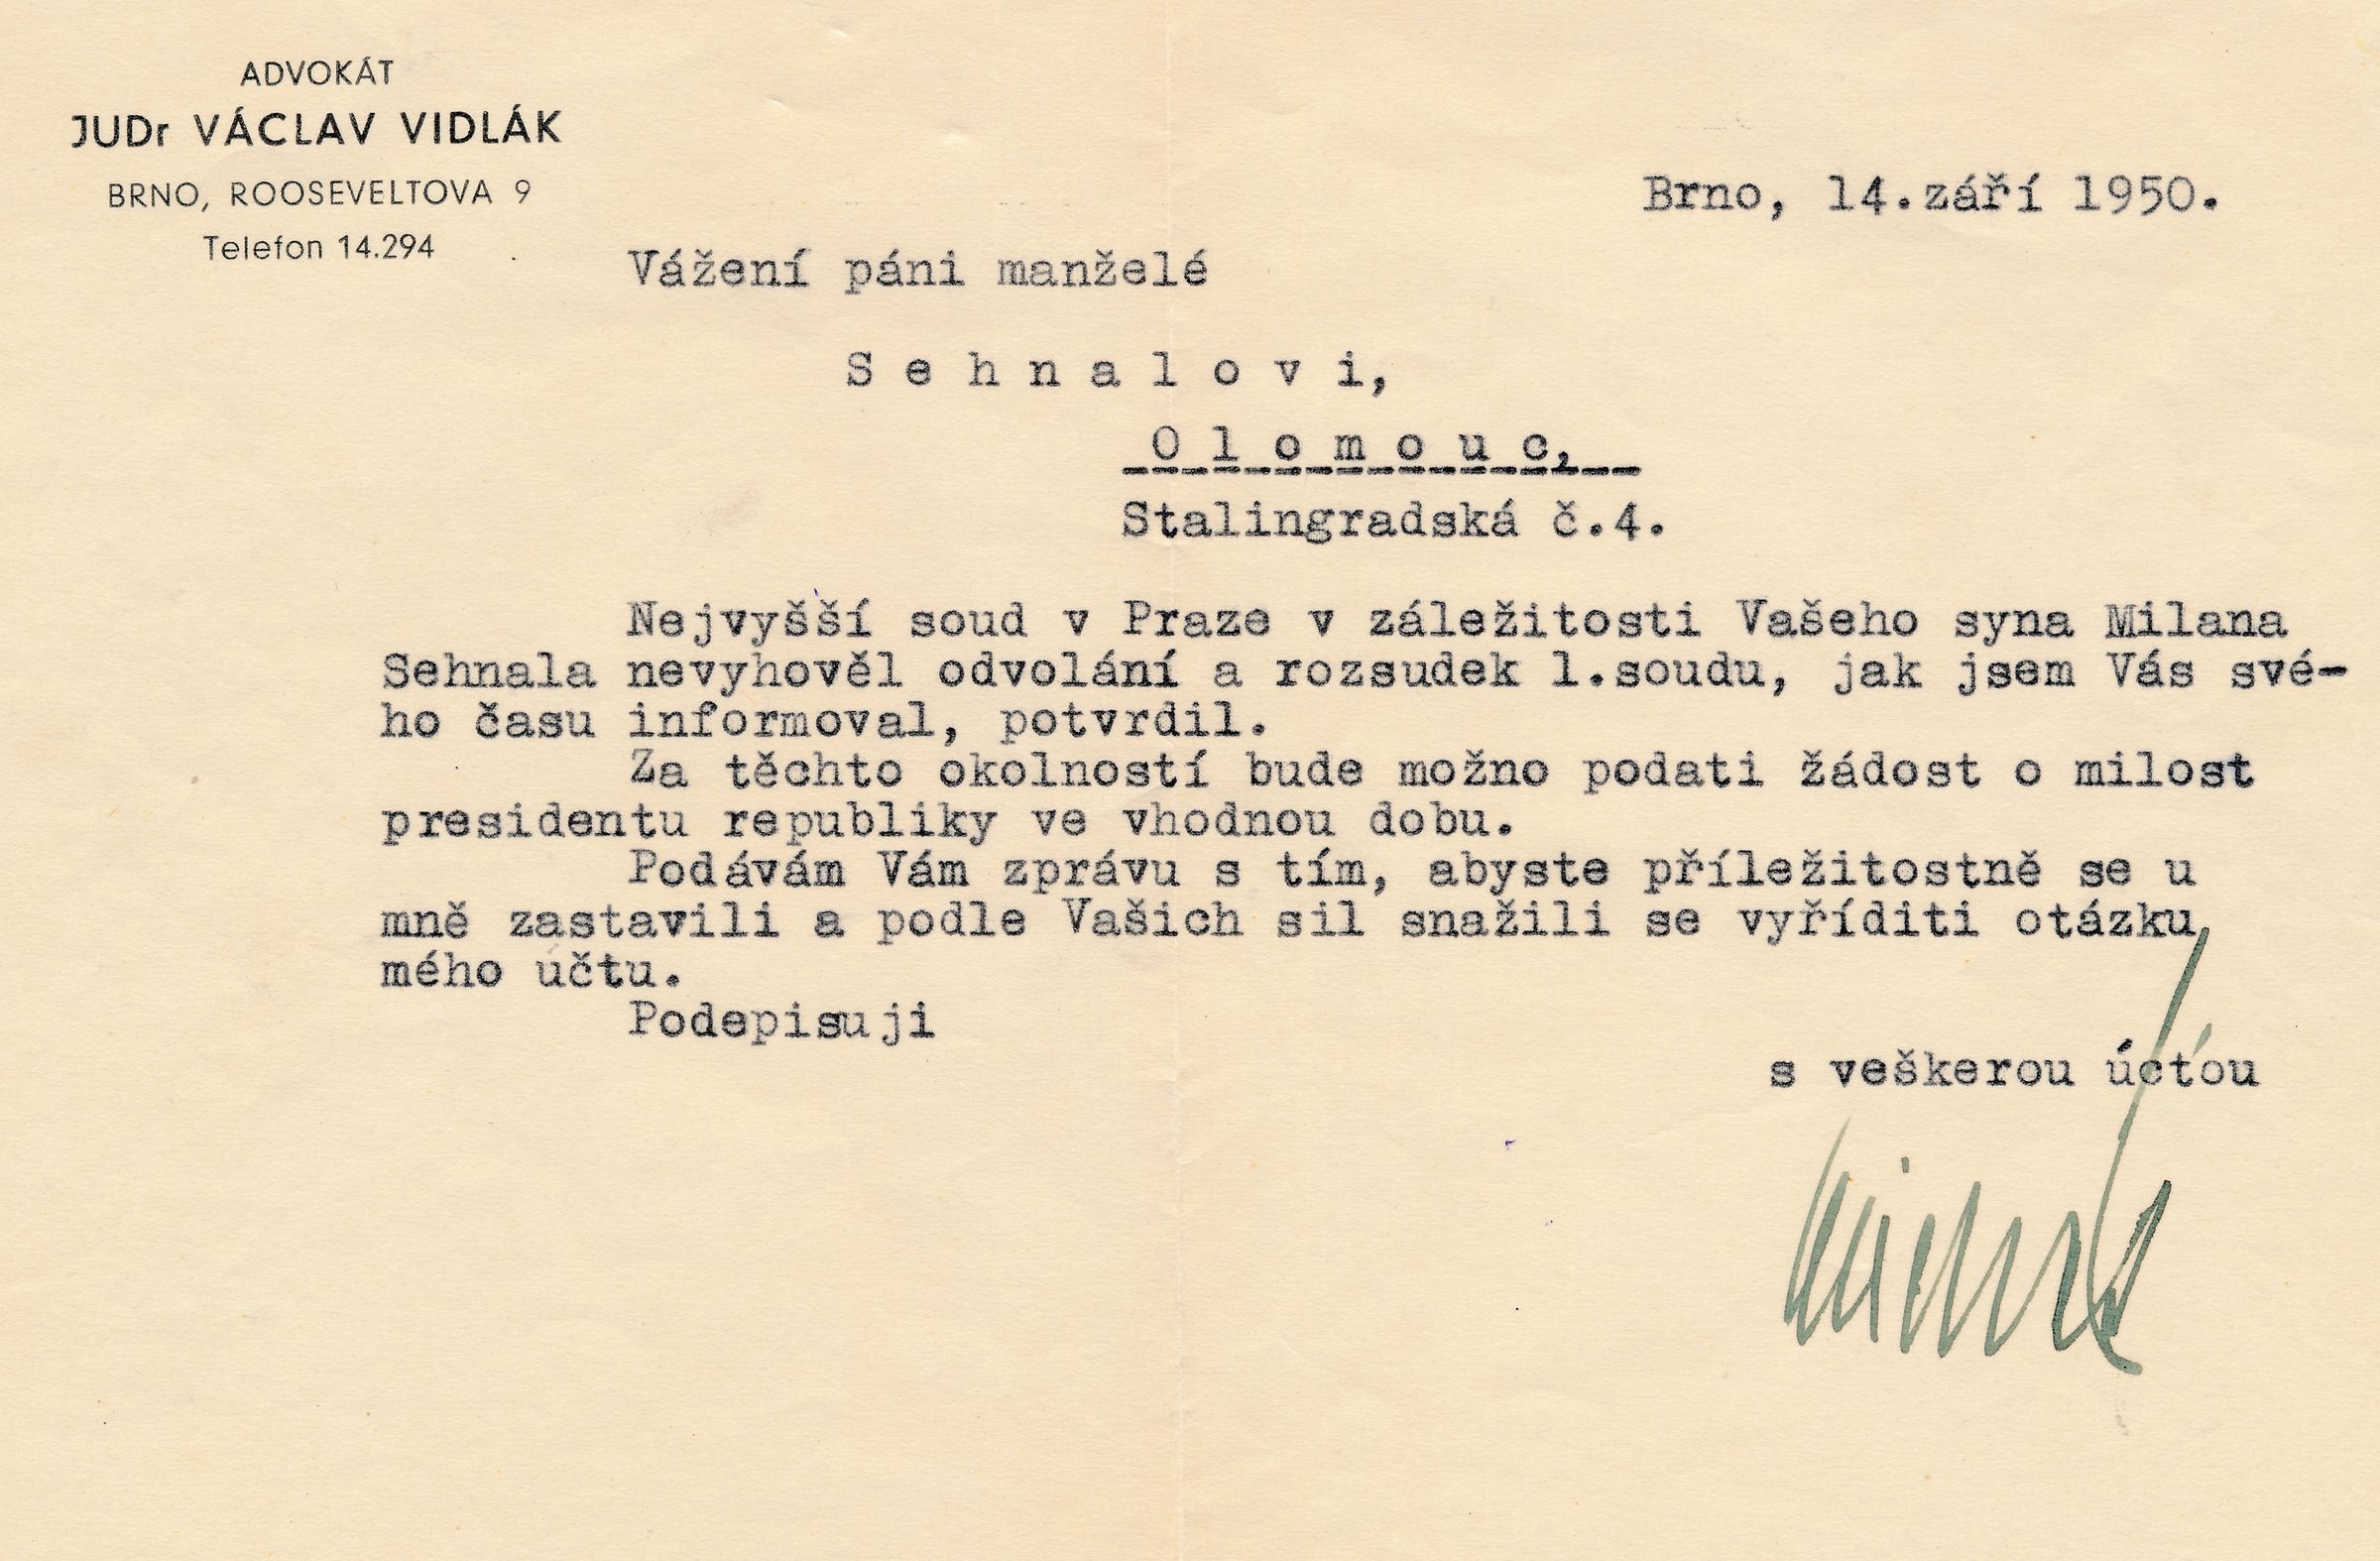 ADVOKÁT
JUDr VÁCLAV VIDLÁK
BRNO, ROOSEVELTOVA 9
Telefon 14.294
Brno, 14.září 1950.
Vážení páni manželé
S e h n a l o v i,
O l o m o u c,
Stalingradská č.4.
Nejvyšší soud v Praze v záležitosti Vašeho syna Milana
Sehnala nevyhověl odvolání a rozsudek l.soudu, jak jsem Vás své-
ho času informoval, potvrdil.
Za těchto okolností bude možno podati žádost o milost
presidentu republiky ve vhodnou dobu.
Podávám Vám zprávu s tím, abyste příležitostně se u
mně zastavili a podle Vašich sil snažili se vyříditi otázku
mého účtu.
Podepisuji
s veškerou úcťou